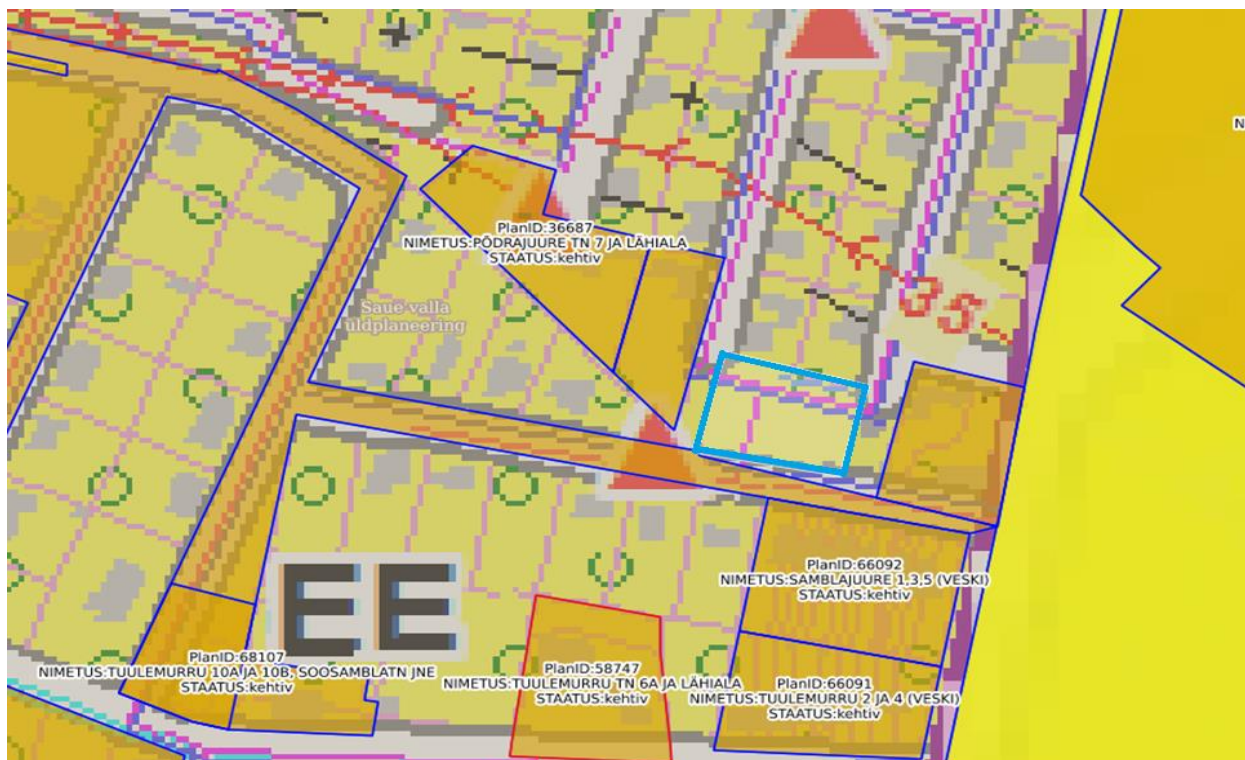 N
PlanID:36687
NIMETUS:PÕDRAJUURE TN 7 JA LÄHIALA
STAATUS:kehtiv
35
Saue valla
üldplaneering
PlanID:66092
NIMETUS:SAMBLAJUURE 1,3,5 (VESKI)
STAATUS:kehtiv
EE
PlanID:68107
NIMETUS:TUULEMURRU 10A JA 10B, SOOSAMBLATN JNE
STAATUS:kehtiv
PlanID:58747
NIMETUS:TUULEMURRU TN 6A JA LÄHIALA
STAATUS:kehtiv
PlanID:66091
NIMETUS:TUULEMURRU 2 JA 4 (VESKI)
STAATUS:kehtiv